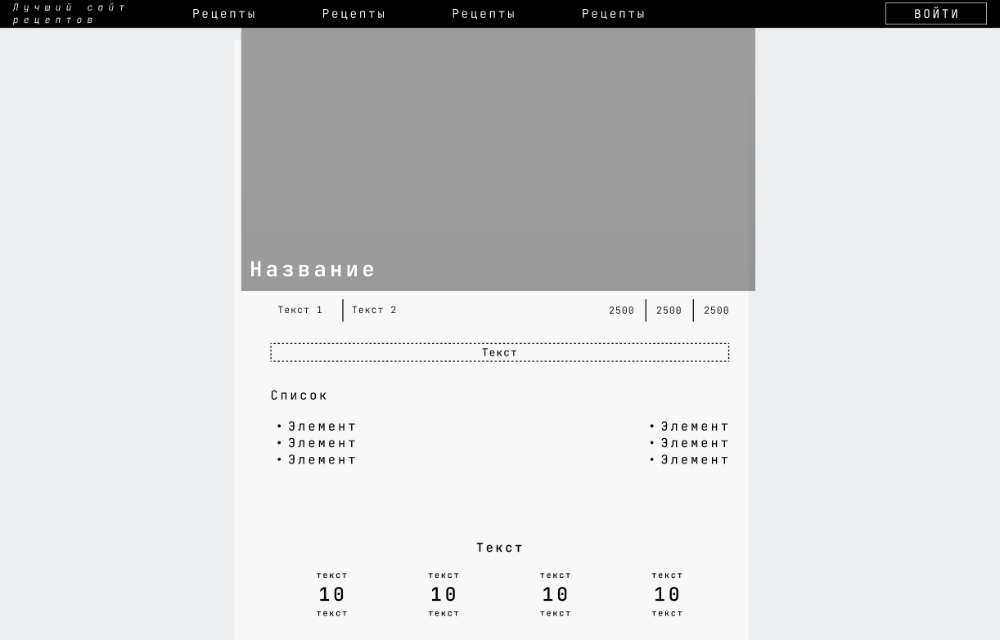 Лучший сайт
рецептов
Рецепты Рецепты Рецепты Рецепты
ВОЙТИ
Название
Текст 1 Текст 2 2500 2500 2500
Текст
Список
• Элемент • Элемент
• Элемент • Элемент
• Элемент • Элемент
Текст
текст текст текст текст
10 10 10 10
текст текст текст текст